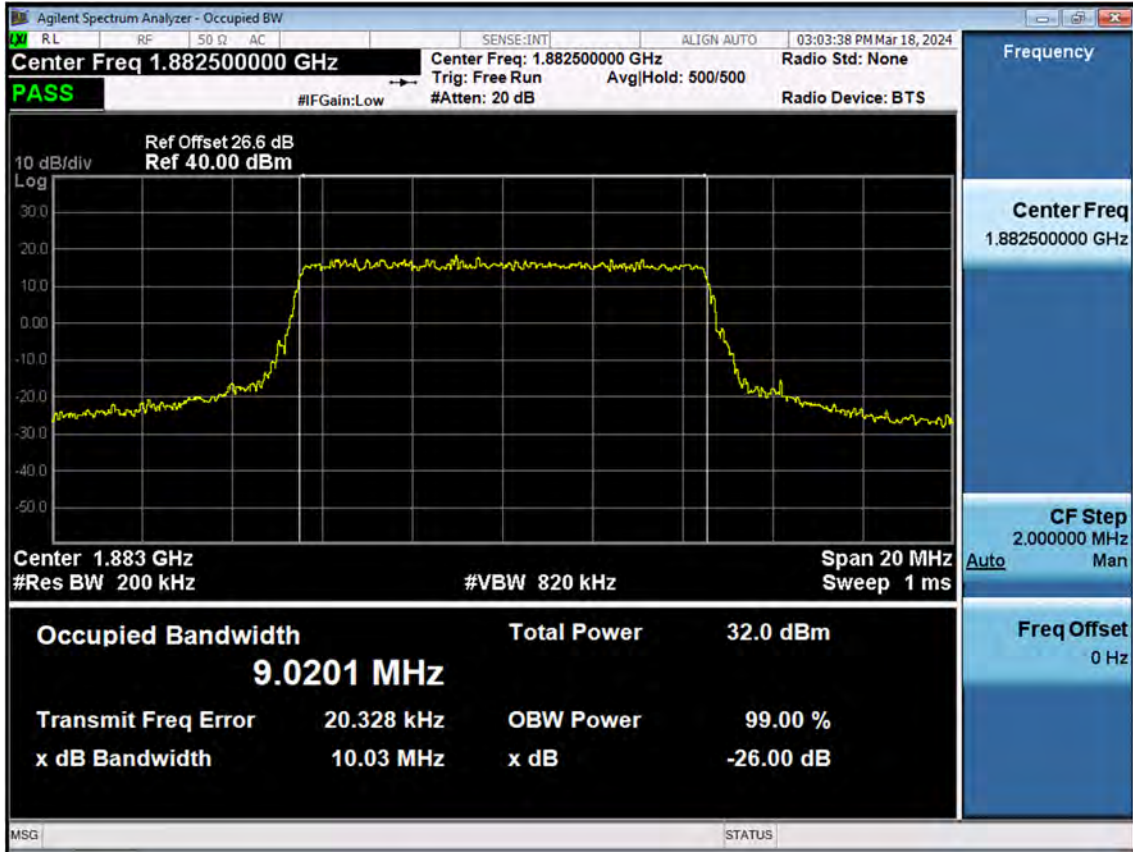 Agilent Spectrum Analyzer - Occupied BW
LXI RL RF 50 Ω AC SENSE:INT ALIGN AUTO 03:03:38 PM Mar 18, 2024
Center Freq 1.882500000 GHz
PASS
#IFGain:Low
Center Freq: 1.882500000 GHz
Trig: Free Run Avg|Hold: 500/500
#Atten: 20 dB
Radio Std: None
Radio Device: BTS
Ref Offset 26.6 dB
10 dB/div Ref 40.00 dBm
Log
30.0
20.0
10.0
0.00
-10.0
-20.0
-30.0
-40.0
-50.0
Center 1.883 GHz Span 20 MHz
#Res BW 200 kHz #VBW 820 kHz Sweep 1 ms
Occupied Bandwidth Total Power 32.0 dBm
9.0201 MHz
Transmit Freq Error 20.328 kHz OBW Power 99.00 %
x dB Bandwidth 10.03 MHz x dB -26.00 dB
MSG STATUS
Frequency
Center Freq
1.882500000 GHz
CF Step
2.000000 MHz
Auto Man
Freq Offset
0 Hz